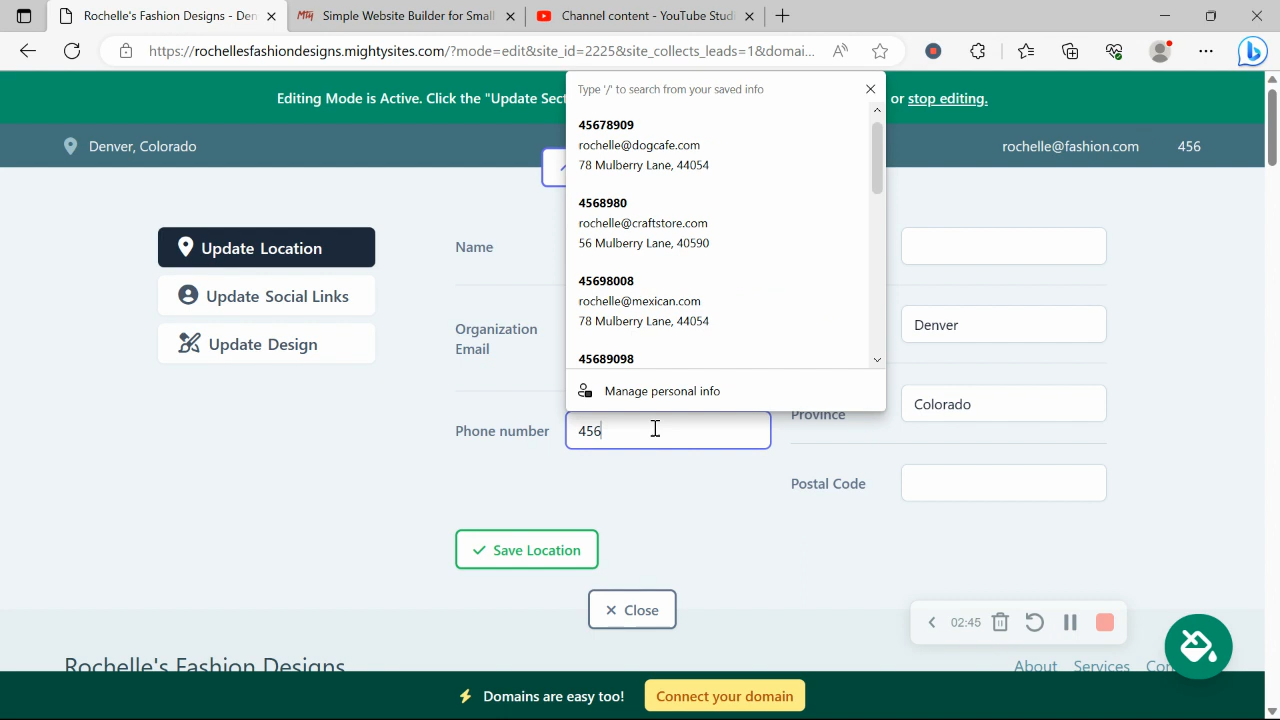 Rochelle's Fashion Designs - Den
Simple Website Builder for Small
Channel content - YouTube Studi
https://rochellesfashiondesigns.mightysites.com/?mode=edit&site_id=2225&site_collects_leads=1&domai...
Editing Mode is Active. Click the "Update Sect
or stop editing.
Denver, Colorado
rochelle@fashion.com
456
Type '/' to search from your saved info
45678909
rochelle@dogcafe.com
78 Mulberry Lane, 44054
4568980
rochelle@craftstore.com
56 Mulberry Lane, 40590
45698008
rochelle@mexican.com
78 Mulberry Lane, 44054
45689098
Manage personal info
Update Location
Update Social Links
Update Design
Name
Organization
Email
Phone number
456
Denver
Colorado
Province
Postal Code
Save Location
Close
02:45
Rochelle's Fashion Designs
About
Services
Con
Domains are easy too!
Connect your domain